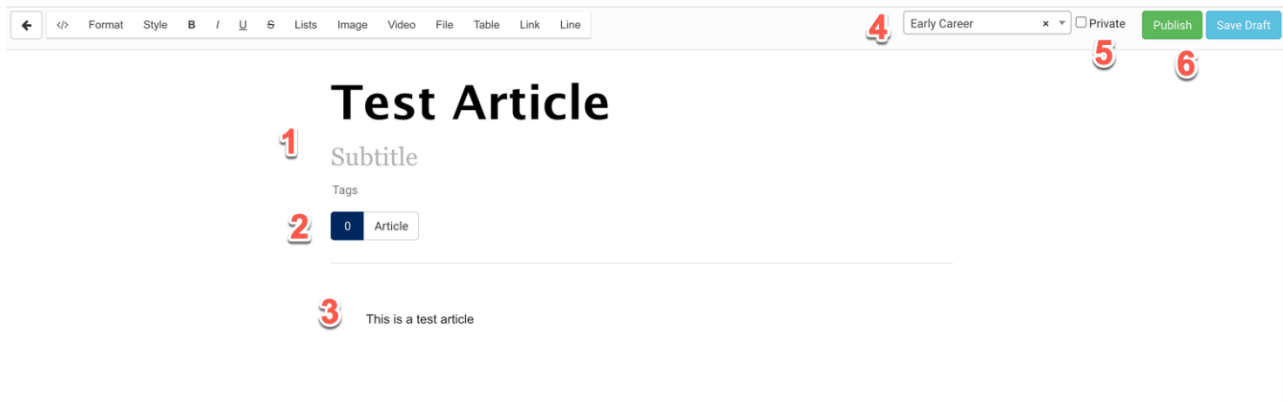 </> Format Style B I U S Lists Image Video File Table Link Line 4 Early Career × Private Publish Save Draft
5 6
Test Article
1
Subtitle
Tags
2 0 Article
3 This is a test article